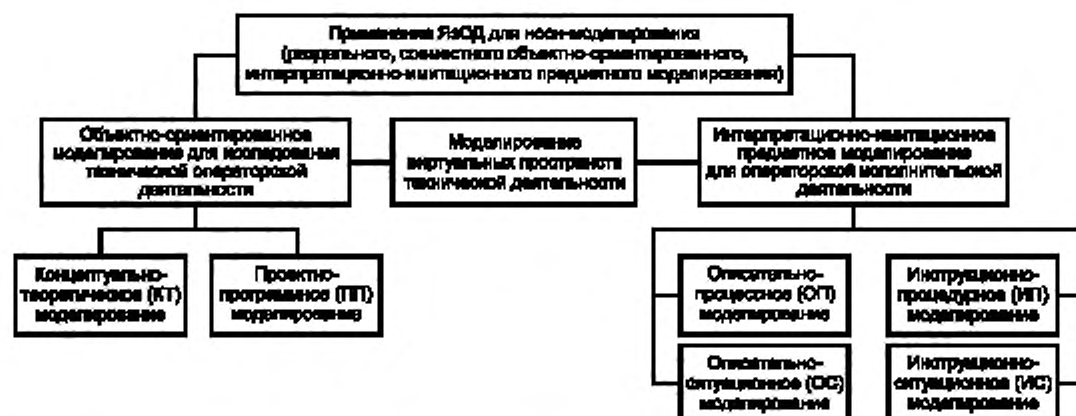 Применение ЯзОД для ноон-моделирования
(раздельного, совместного объектно-ориентированного,
интерпретационно-имитационного предметного моделирования)
Объектно-ориентированное
моделирование для исследования
технической операторской
деятельности
Моделирование
виртуальных пространств
технической деятельности
Интерпретационно-имитационное
предметное моделирование
для операторской исполнительской
деятельности
Концептуально-
теоретическое (КТ)
моделирование
Проектно-
программное (ПП)
моделирование
Описательно-
процессное (ОП)
моделирование
Инструкционно-
процедурное (ИП)
моделирование
Описательно-
ситуационное (ОС)
моделирование
Инструкционно-
ситуационное (ИС)
моделирование